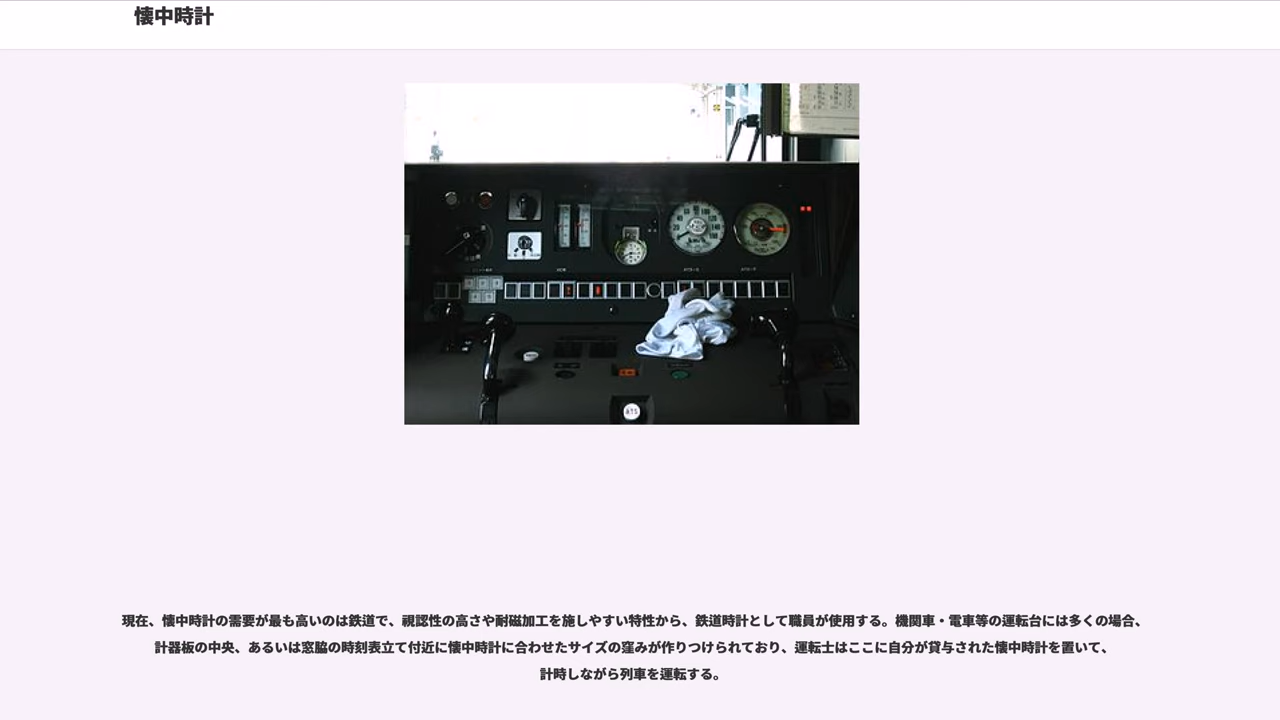 懐中時計
現在、懐中時計の需要が最も高いのは鉄道で、視認性の高さや耐磁加工を施しやすい特性から、鉄道時計として職員が使用する。機関車・電車等の運転台には多くの場合、
計器板の中央、あるいは窓脇の時刻表立て付近に懐中時計に合わせたサイズの窪みが作りつけられており、運転士はここに自分が貸与された懐中時計を置いて、
計時しながら列車を運転する。